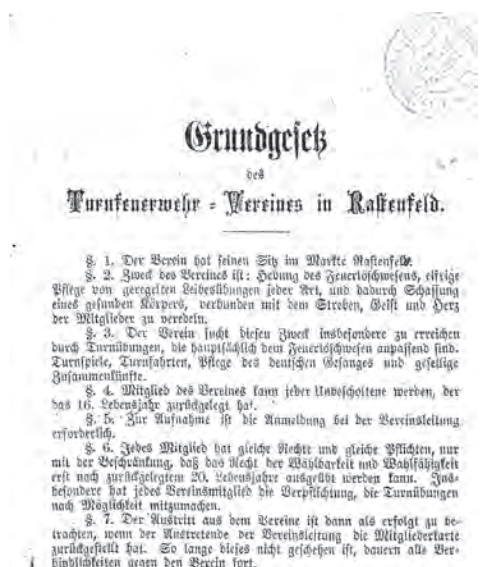 Grundgesetz
des
Turnfeuerwehr = Vereines in Rastenfeld.
§. 1. Der Verein hat seinen Sitz im Markte Rastenfeld.
§. 2. Zweck des Vereines ist: Hebung des Feuerlöschwesens, eifrige
Pflege von geregelten Leibesübungen jeder Art, und dadurch Schaffung
eines gesunden Körpers, verbunden mit dem Streben, Geist und Herz
der Mitglieder zu veredeln.
§. 3. Der Verein sucht diesen Zweck insbesondere zu erreichen
durch Turnübungen, die hauptsächlich dem Feuerlöschwesen anpassend sind.
Turnspiele, Turnfahrten, Pflege des deutschen Gesanges und gesellige
Zusammenkünfte.
§. 4. Mitglied des Vereines kann jeder Unbescholtene werden, der
das 16. Lebensjahr zurückgelegt hat.
§. 5. Zur Aufnahme ist die Anmeldung bei der Vereinsleitung
erforderlich.
§. 6. Jedes Mitglied hat gleiche Rechte und gleiche Pflichten, nur
mit der Beschränkung, daß das Recht der Wählbarkeit und Wahlfähigkeit
erst nach zurückgelegtem 20. Lebensjahre ausgeübt werden kann. Ins-
besondere hat jedes Vereinsmitglied die Verpflichtung, die Turnübungen
nach Möglichkeit mitzumachen.
§. 7. Der Austritt aus dem Vereine ist dann als erfolgt zu be-
trachten, wenn der Austretende der Vereinsleitung die Mitgliederkarte
zurückgestellt hat. So lange dieses nicht geschehen ist, dauern alle Ver-
bindlichkeiten gegen den Verein fort.